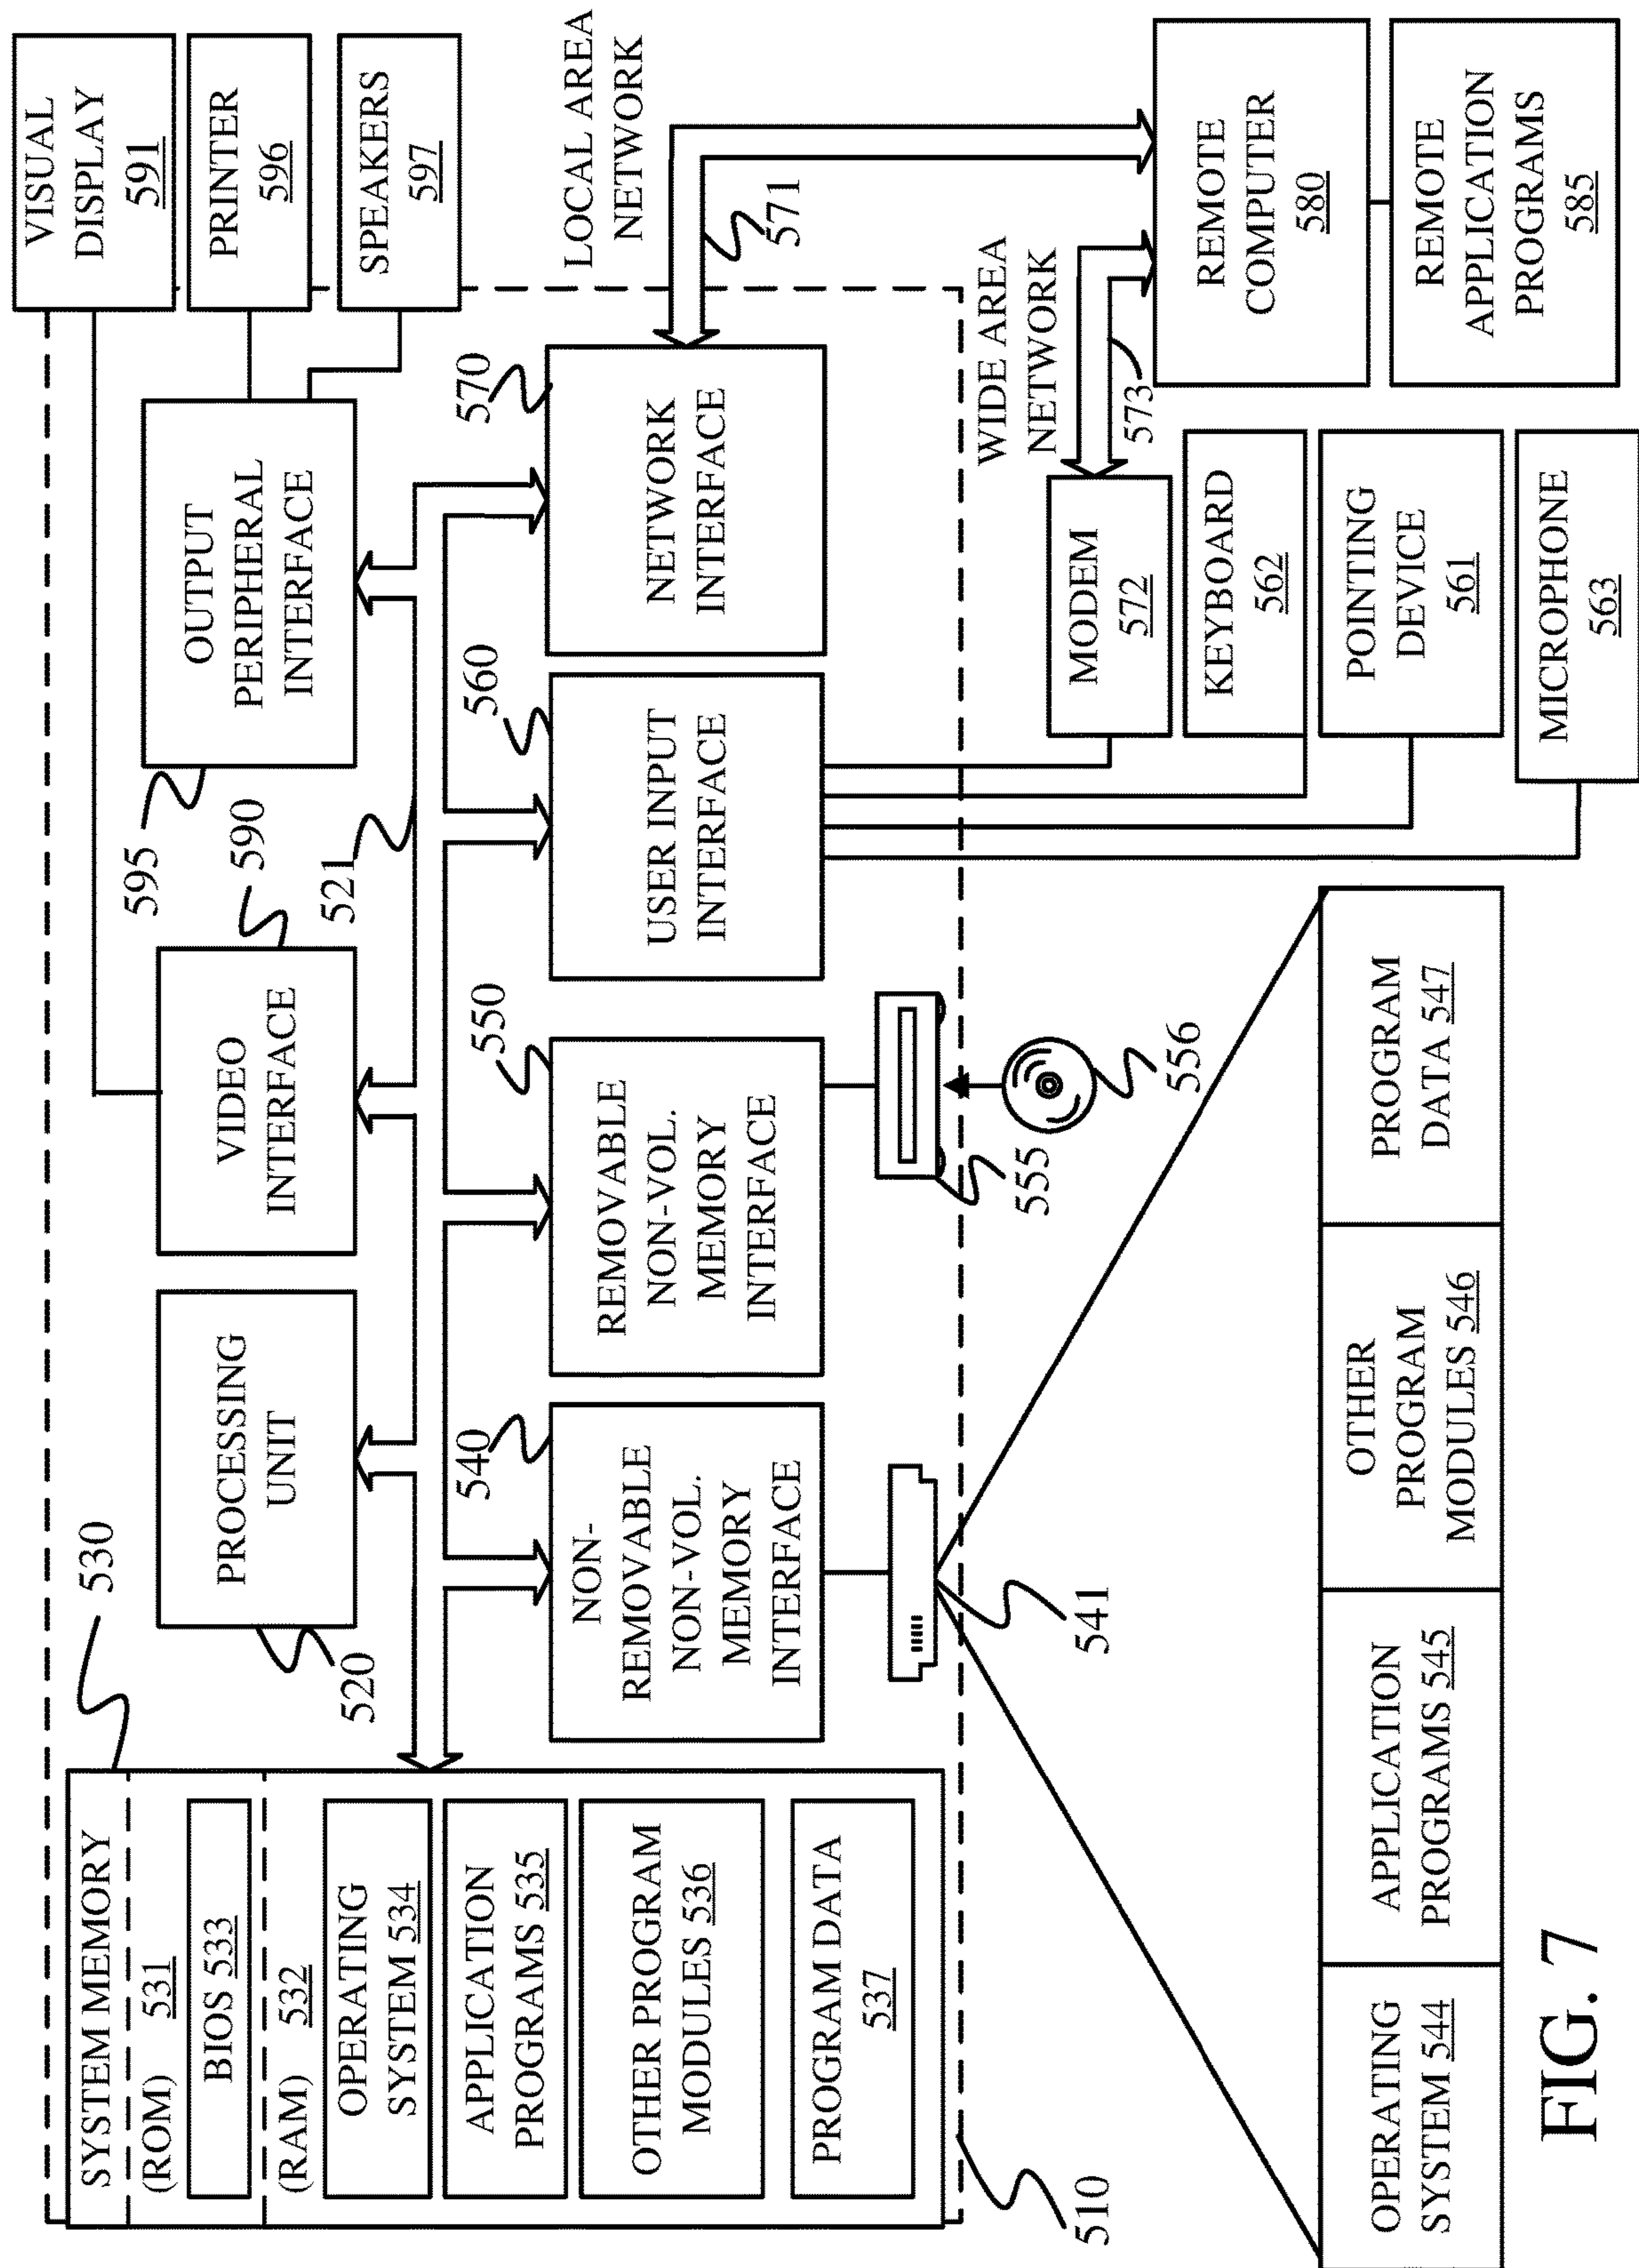 SYSTEM MEMORY
(ROM) 531
BIOS 533
(RAM) 532
OPERATING
SYSTEM 534
APPLICATION
PROGRAMS 535
OTHER PROGRAM
MODULES 536
PROGRAM DATA
537
530
PROCESSING
UNIT
520
VIDEO
INTERFACE
590
OUTPUT
PERIPHERAL
INTERFACE
595
521
VISUAL
DISPLAY
591
PRINTER
596
SPEAKERS
597
540
NON-
REMOVABLE
NON-VOL.
MEMORY
INTERFACE
550
REMOVABLE
NON-VOL.
MEMORY
INTERFACE
560
USER INPUT
INTERFACE
570
NETWORK
INTERFACE
LOCAL AREA
NETWORK
571
510
541
555
556
WIDE AREA
NETWORK
573
MODEM
572
KEYBOARD
562
POINTING
DEVICE
561
MICROPHONE
563
REMOTE
COMPUTER
580
REMOTE
APPLICATION
PROGRAMS
585
OPERATING
SYSTEM 544
APPLICATION
PROGRAMS 545
OTHER
PROGRAM
MODULES 546
PROGRAM
DATA 547
FIG. 7